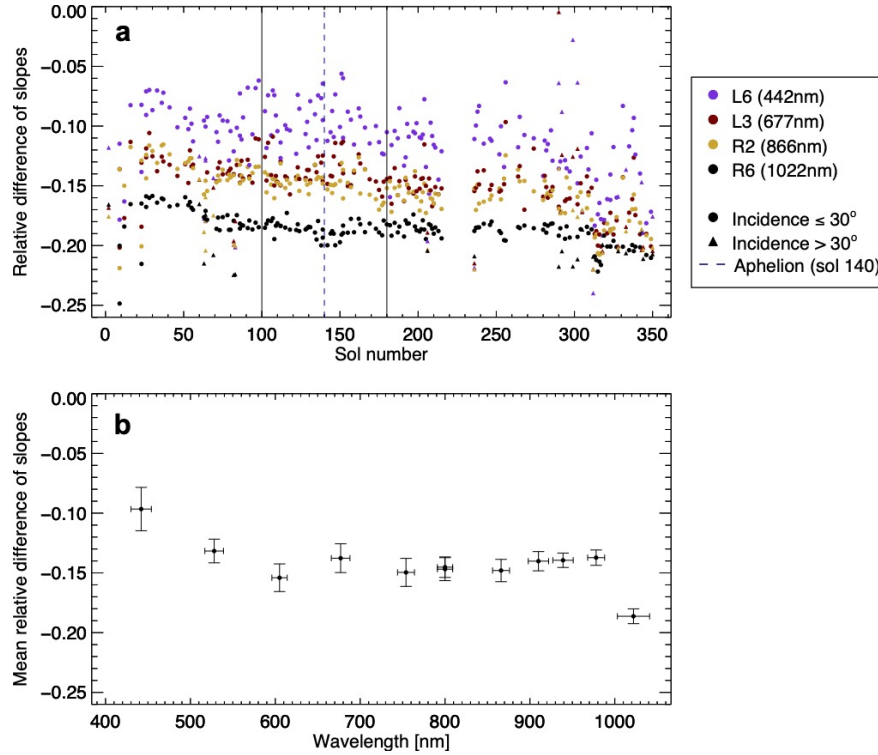 a
0.00
−0.05
−0.10
−0.15
−0.20
−0.25
Relative difference of slopes
0 50 100 150 200 250 300 350
Sol number
L6 (442nm)
L3 (677nm)
R2 (866nm)
R6 (1022nm)
Incidence ≤ 30°
Incidence > 30°
Aphelion (sol 140)
b
0.00
−0.05
−0.10
−0.15
−0.20
−0.25
Mean relative difference of slopes
400 500 600 700 800 900 1000
Wavelength [nm]